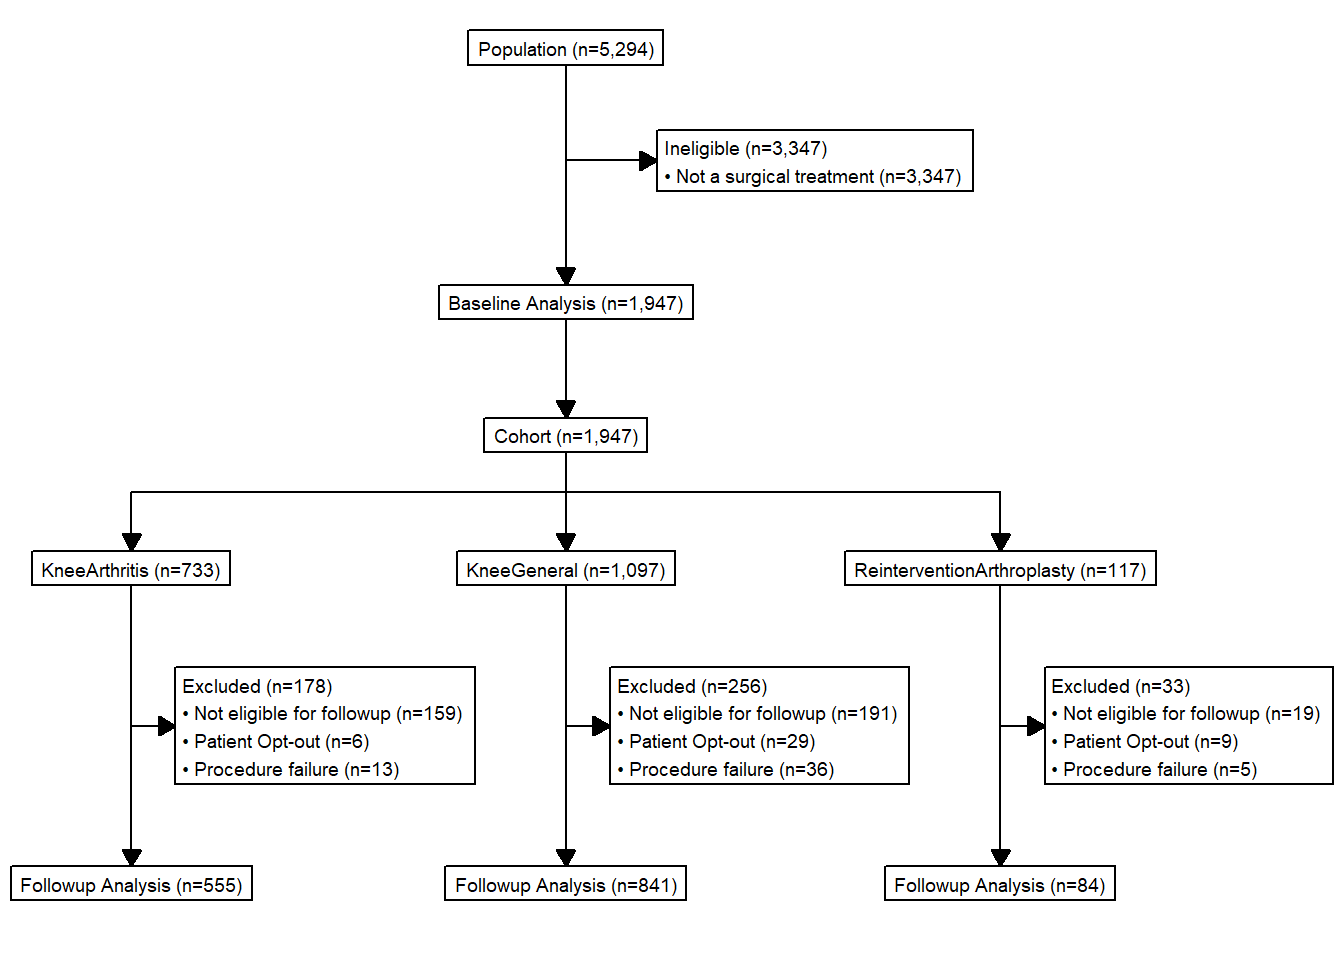 Population (n=5,294)
Ineligible (n=3,347)
• Not a surgical treatment (n=3,347)
Baseline Analysis (n=1,947)
Cohort (n=1,947)
KneeArthritis (n=733)
KneeGeneral (n=1,097)
ReinterventionArthroplasty (n=117)
Excluded (n=178)
• Not eligible for followup (n=159)
• Patient Opt-out (n=6)
• Procedure failure (n=13)
Excluded (n=256)
• Not eligible for followup (n=191)
• Patient Opt-out (n=29)
• Procedure failure (n=36)
Excluded (n=33)
• Not eligible for followup (n=19)
• Patient Opt-out (n=9)
• Procedure failure (n=5)
Followup Analysis (n=555)
Followup Analysis (n=841)
Followup Analysis (n=84)